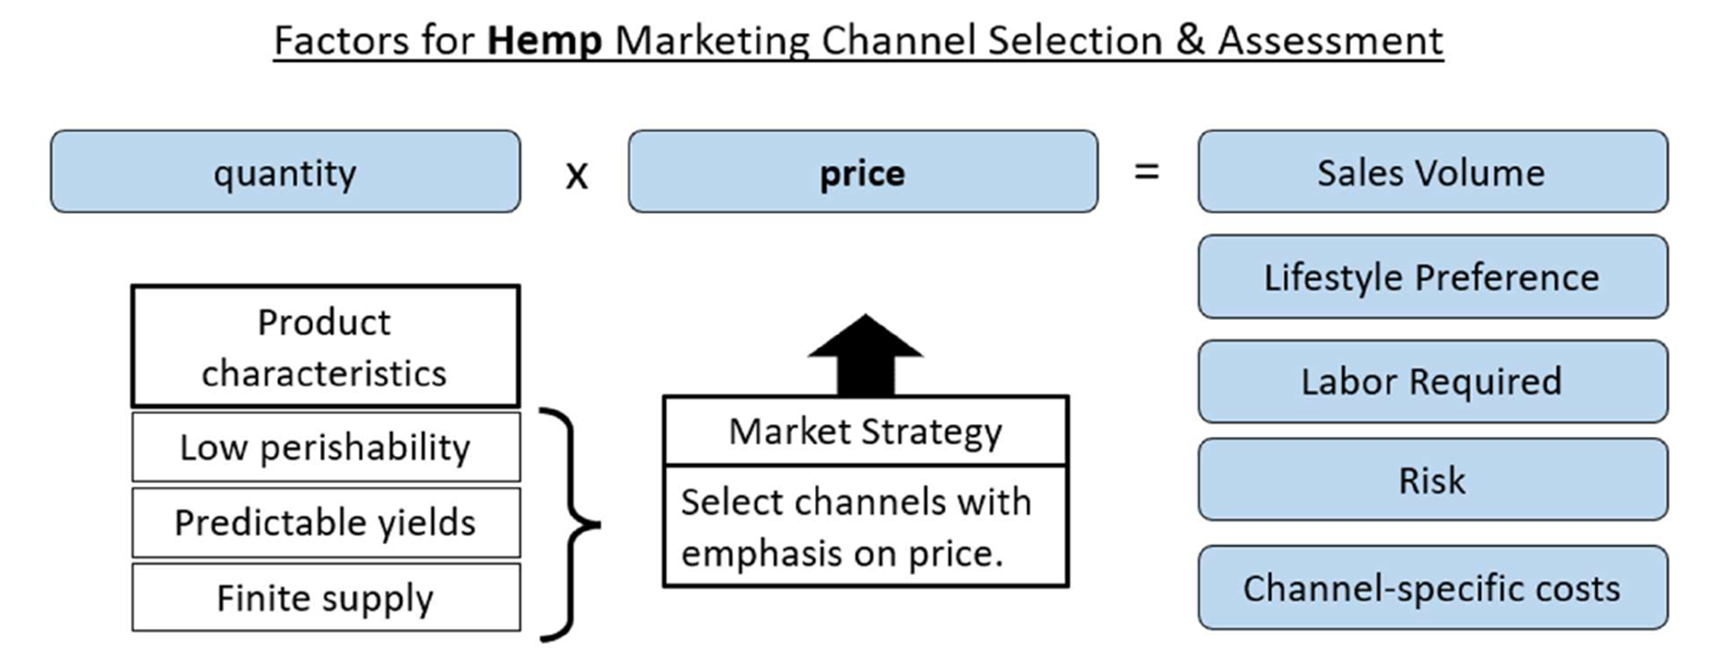 Factors for Hemp Marketing Channel Selection & Assessment
quantity x price = Sales Volume
Lifestyle Preference
Labor Required
Risk
Channel-specific costs
Product
characteristics
Low perishability
Predictable yields
Finite supply
Market Strategy
Select channels with
emphasis on price.